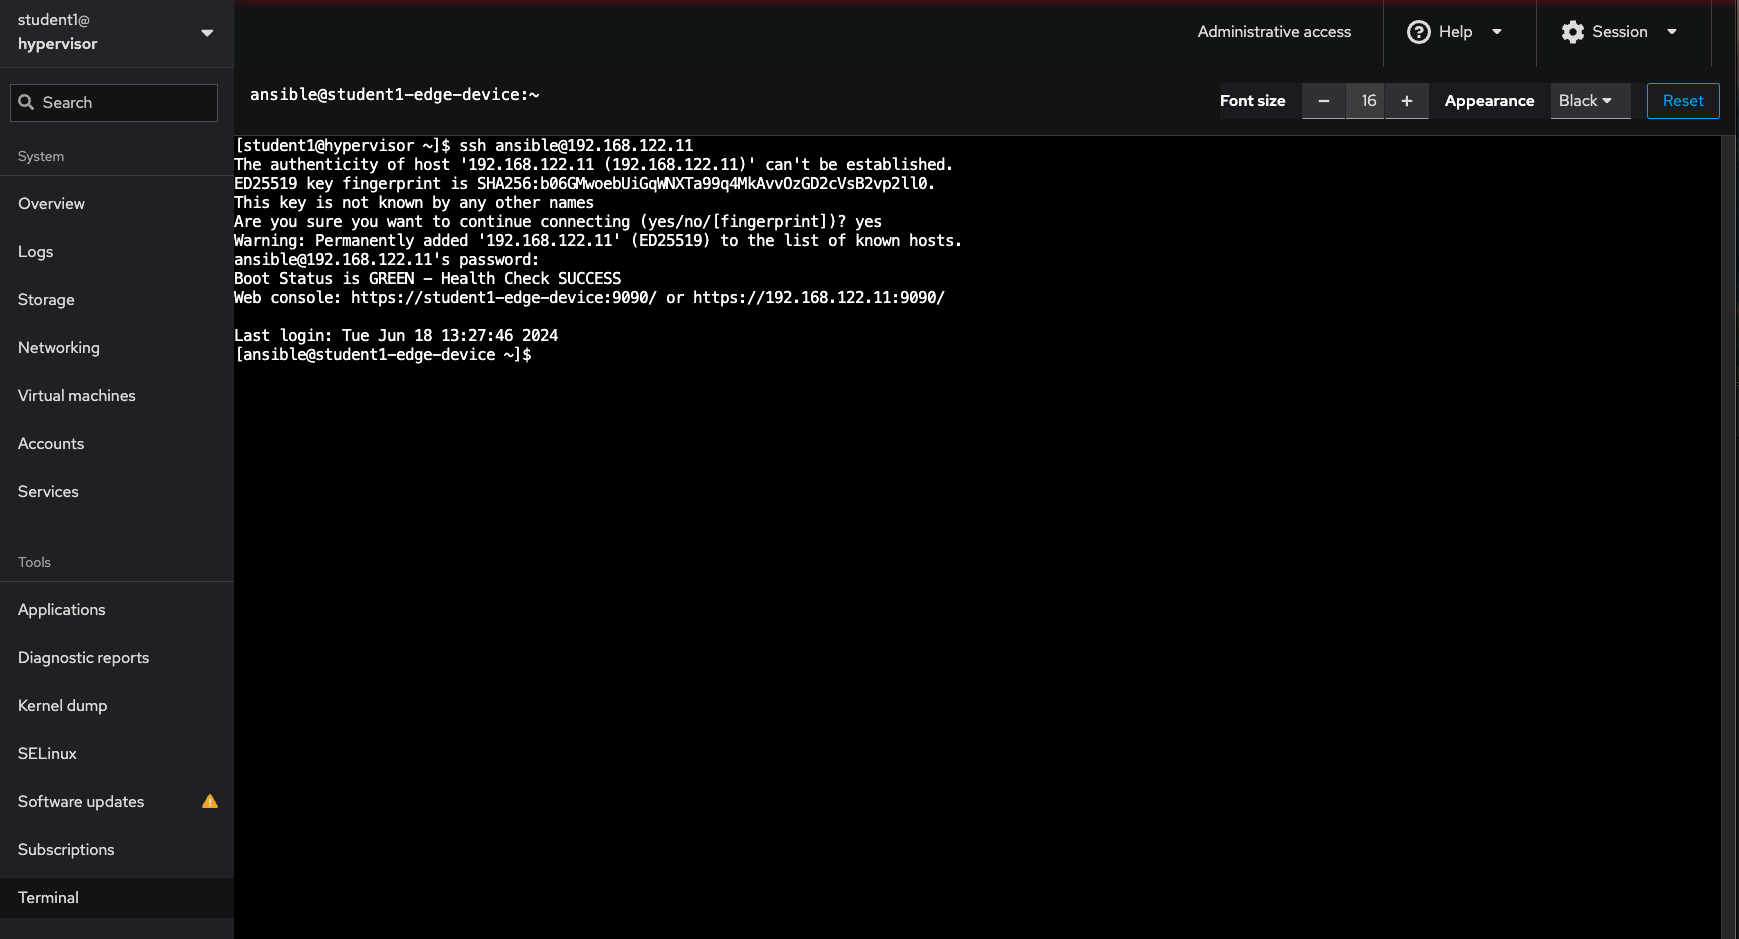 student1@
hypervisor
Administrative access
Help
Session
Search
ansible@student1-edge-device:~
Font size
16
Appearance
Black
Reset
System
Overview
Logs
Storage
Networking
Virtual machines
Accounts
Services
Tools
Applications
Diagnostic reports
Kernel dump
SELinux
Software updates
Subscriptions
Terminal
[student1@hypervisor ~]$ ssh ansible@192.168.122.11
The authenticity of host '192.168.122.11 (192.168.122.11)' can't be established.
ED25519 key fingerprint is SHA256:b06GMwoebUiGqWNXTa99q4MkAvvOzGD2cVsB2vp2ll0.
This key is not known by any other names
Are you sure you want to continue connecting (yes/no/[fingerprint])? yes
Warning: Permanently added '192.168.122.11' (ED25519) to the list of known hosts.
ansible@192.168.122.11's password:
Boot Status is GREEN - Health Check SUCCESS
Web console: https://student1-edge-device:9090/ or https://192.168.122.11:9090/
Last login: Tue Jun 18 13:27:46 2024
[ansible@student1-edge-device ~]$